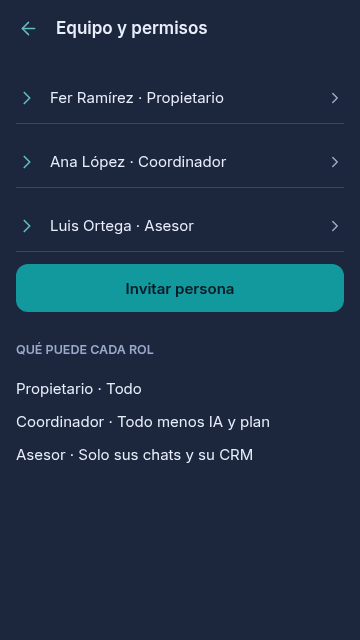 Equipo y permisos
Fer Ramírez · Propietario
Ana López · Coordinador
Luis Ortega · Asesor
Invitar persona
QUÉ PUEDE CADA ROL
Propietario · Todo
Coordinador · Todo menos IA y plan
Asesor · Solo sus chats y su CRM